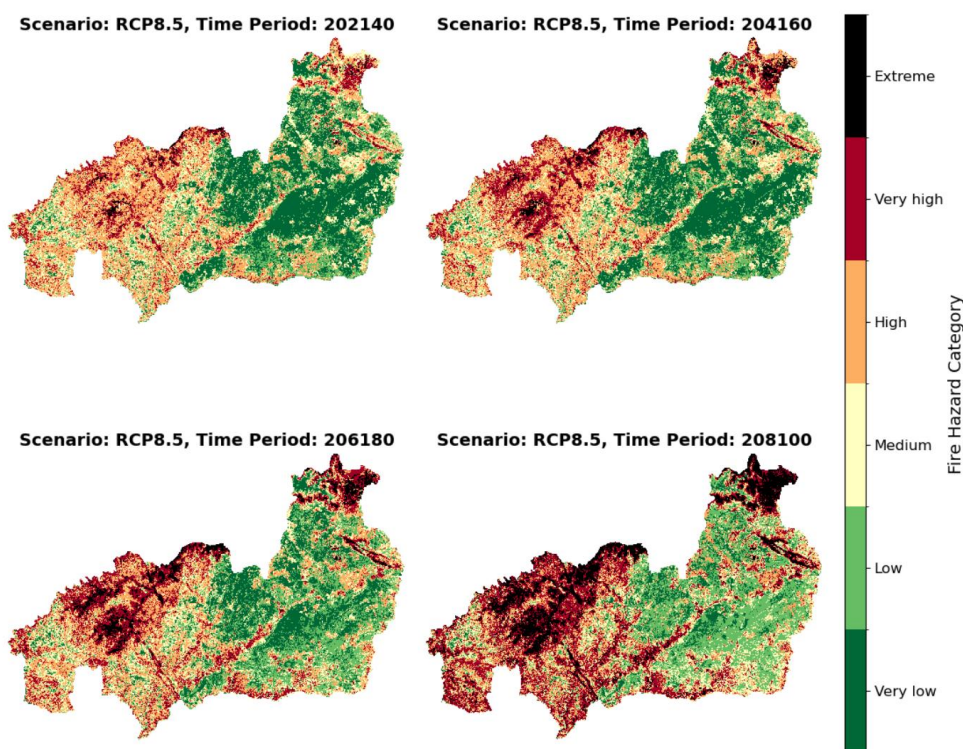 Scenario: RCP8.5, Time Period: 202140
Scenario: RCP8.5, Time Period: 204160
Scenario: RCP8.5, Time Period: 206180
Scenario: RCP8.5, Time Period: 208100
Extreme
Very high
High
Medium
Low
Very low
Fire Hazard Category